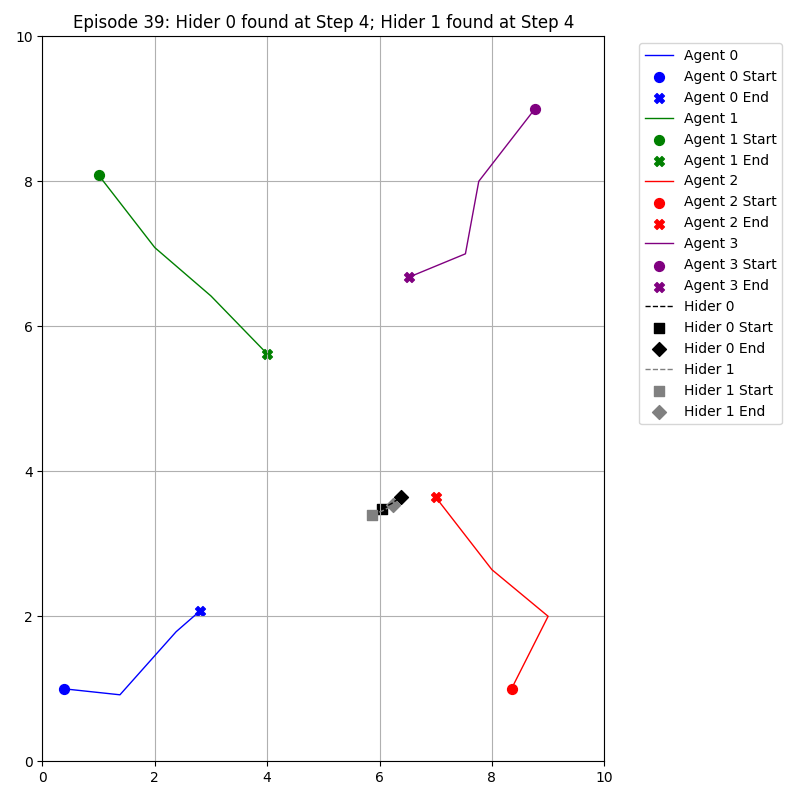 Episode 39: Hider 0 found at Step 4; Hider 1 found at Step 4
10
8
6
4
2
0
0 2 4 6 8 10
Agent 0
Agent 0 Start
Agent 0 End
Agent 1
Agent 1 Start
Agent 1 End
Agent 2
Agent 2 Start
Agent 2 End
Agent 3
Agent 3 Start
Agent 3 End
Hider 0
Hider 0 Start
Hider 0 End
Hider 1
Hider 1 Start
Hider 1 End